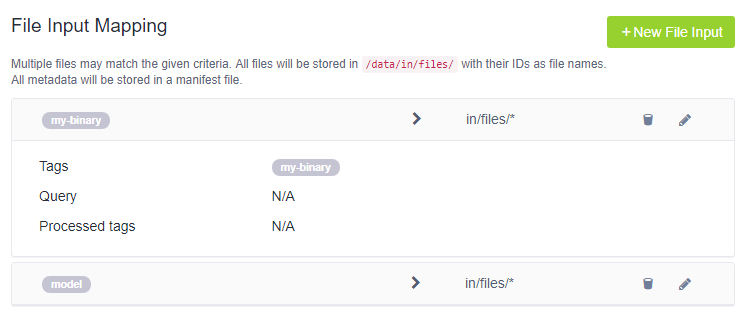 File Input Mapping
+ New File Input
Multiple files may match the given criteria. All files will be stored in /data/in/files/ with their IDs as file names.
All metadata will be stored in a manifest file.
my-binary in/files/*
Tags my-binary
Query N/A
Processed tags N/A
model in/files/*